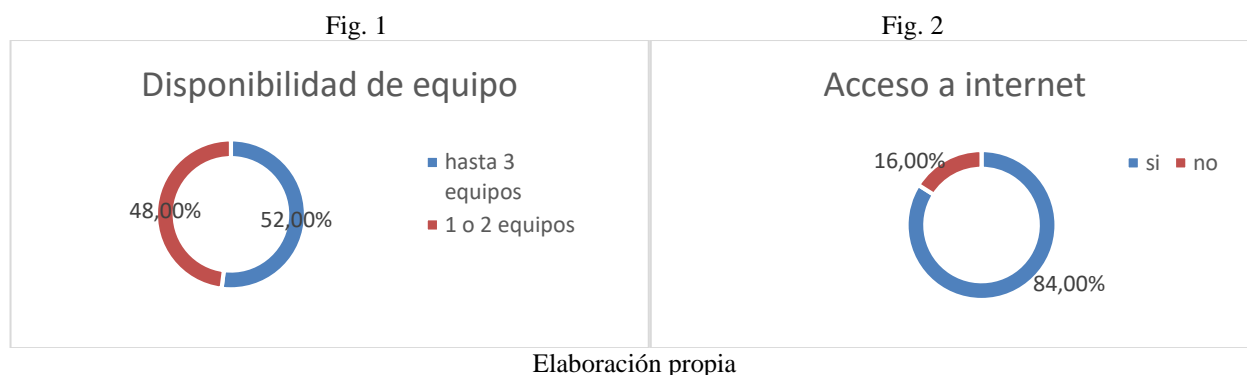 Fig. 1
Fig. 2
Disponibilidad de equipo
48,00%
52,00%
hasta 3
equipos
1 o 2 equipos
Acceso a internet
16,00%
84,00%
si
no
Elaboración propia